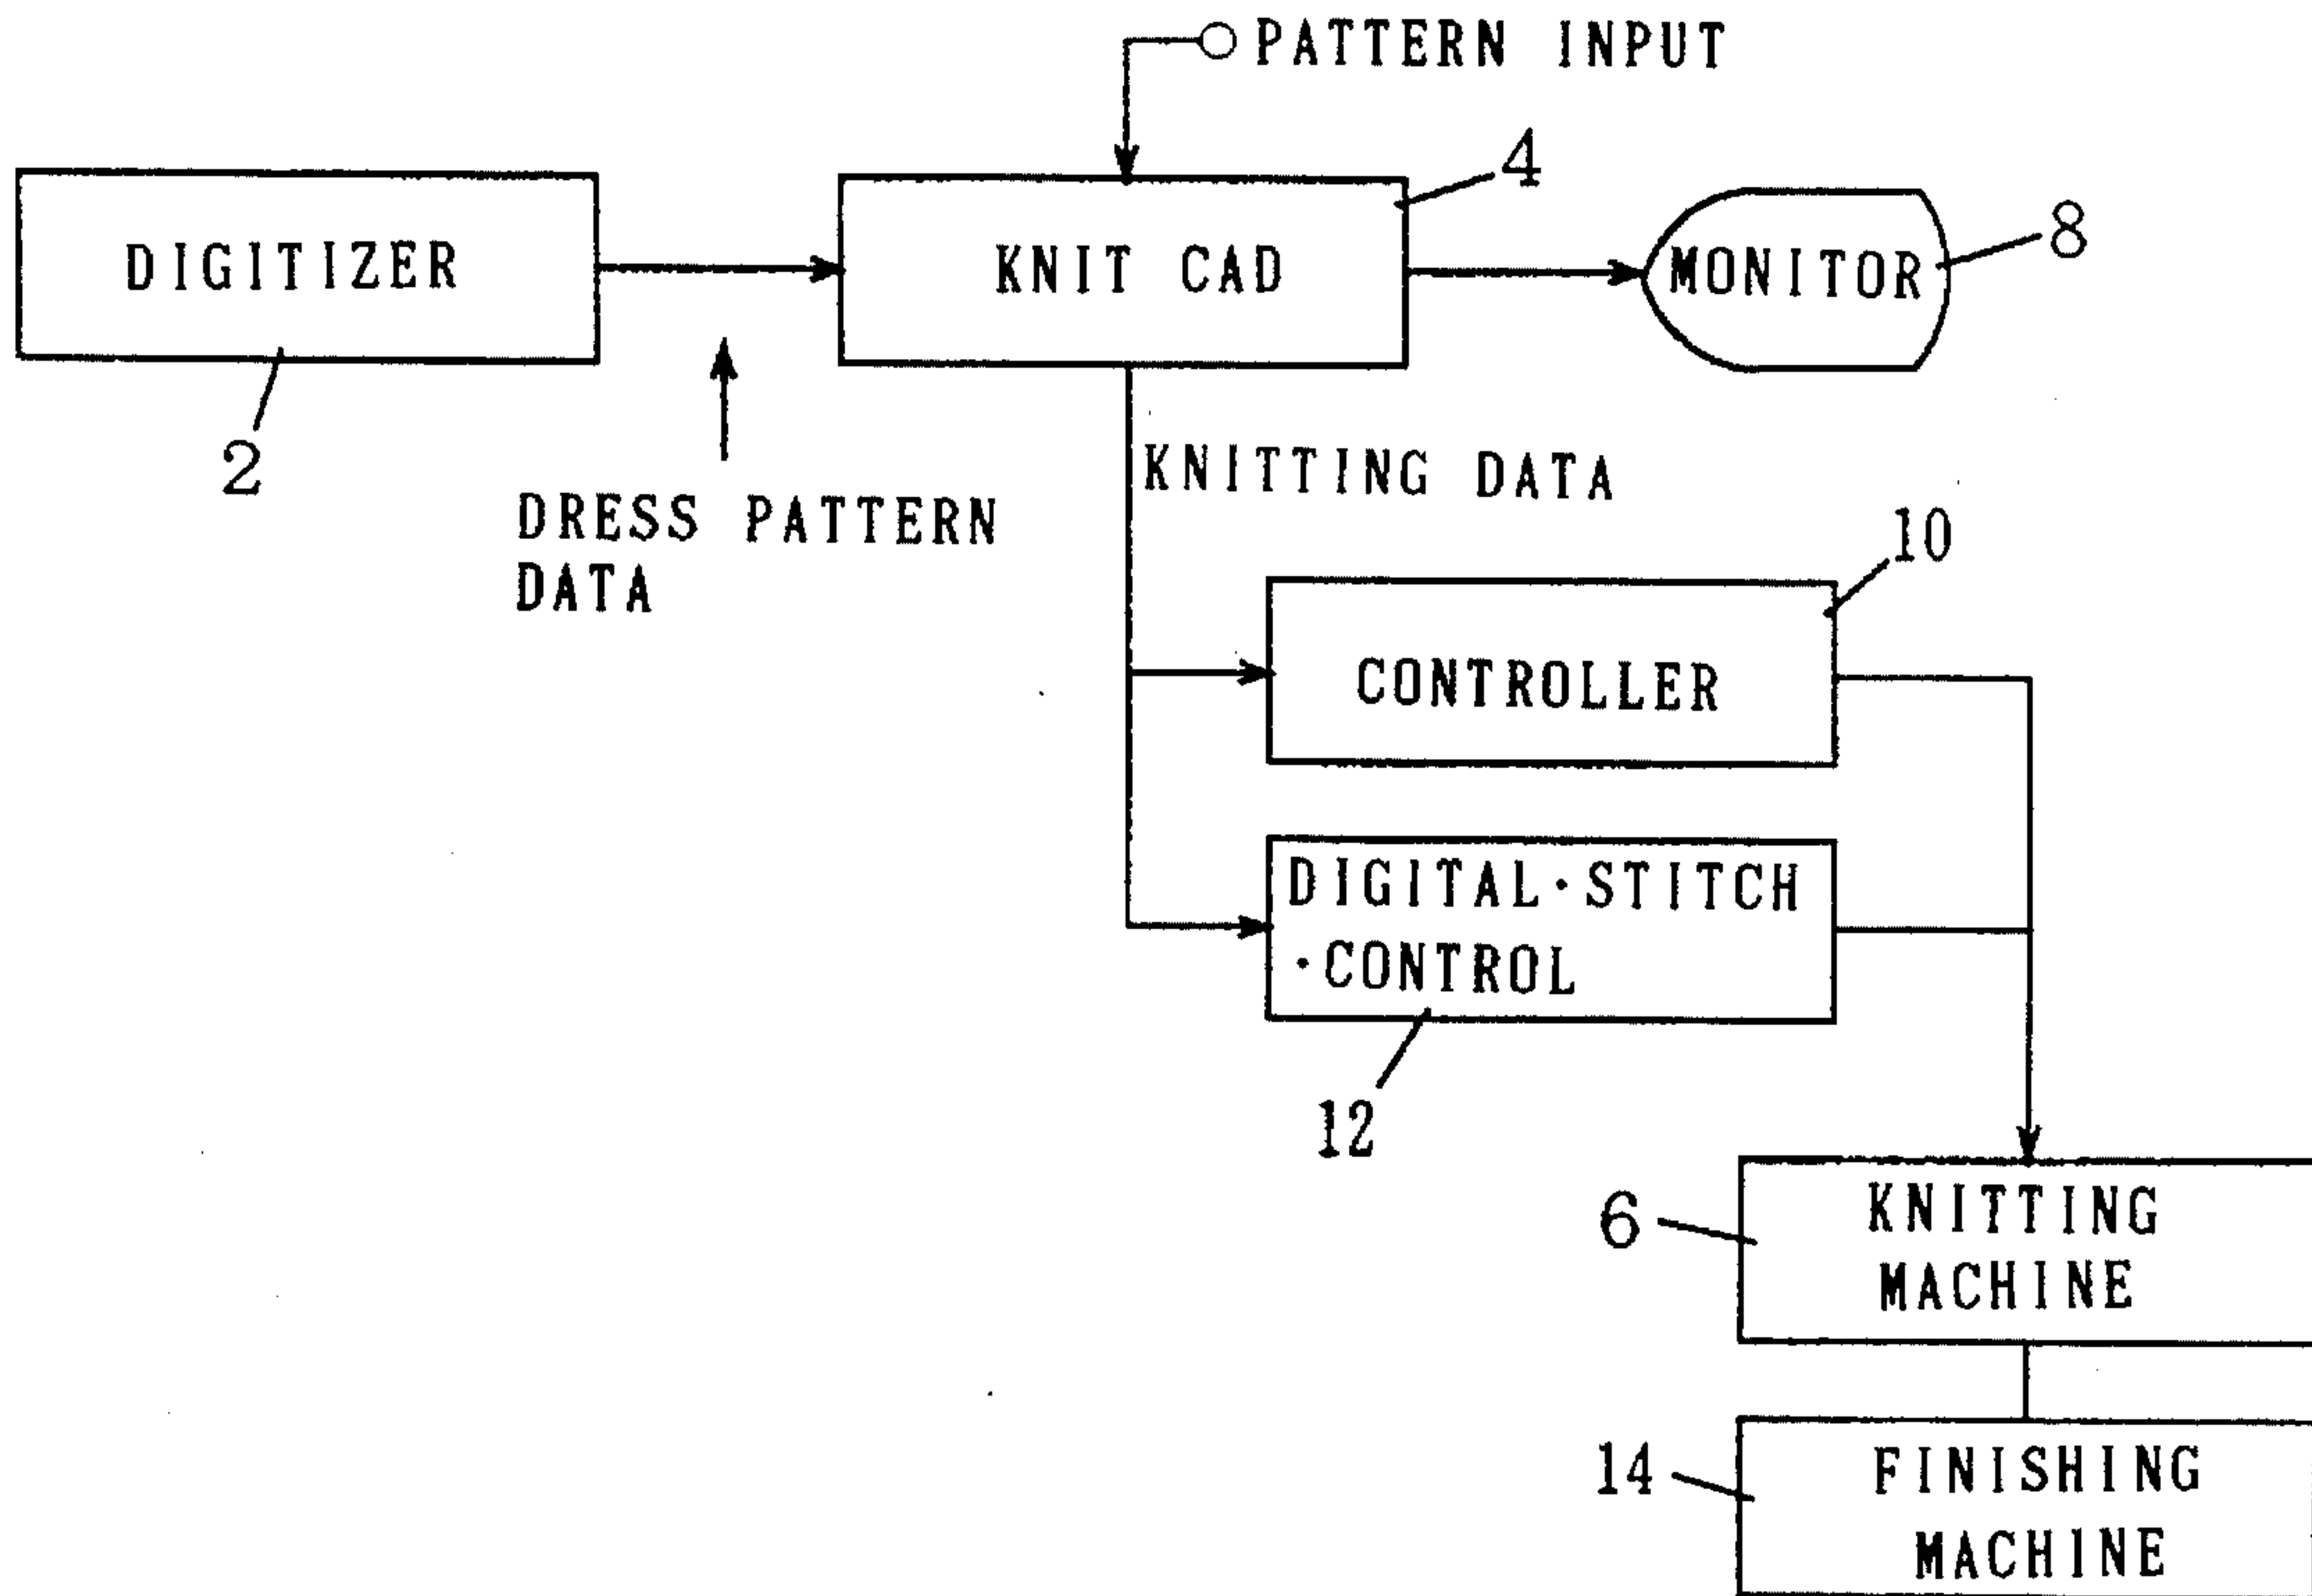 PATTERN INPUT
4
8
DIGITIZER
KNIT CAD
MONITOR
2
KNITTING DATA
DRESS PATTERN
DATA
10
CONTROLLER
DIGITAL·STITCH
·CONTROL
12
6
KNITTING
MACHINE
14
FINISHING
MACHINE